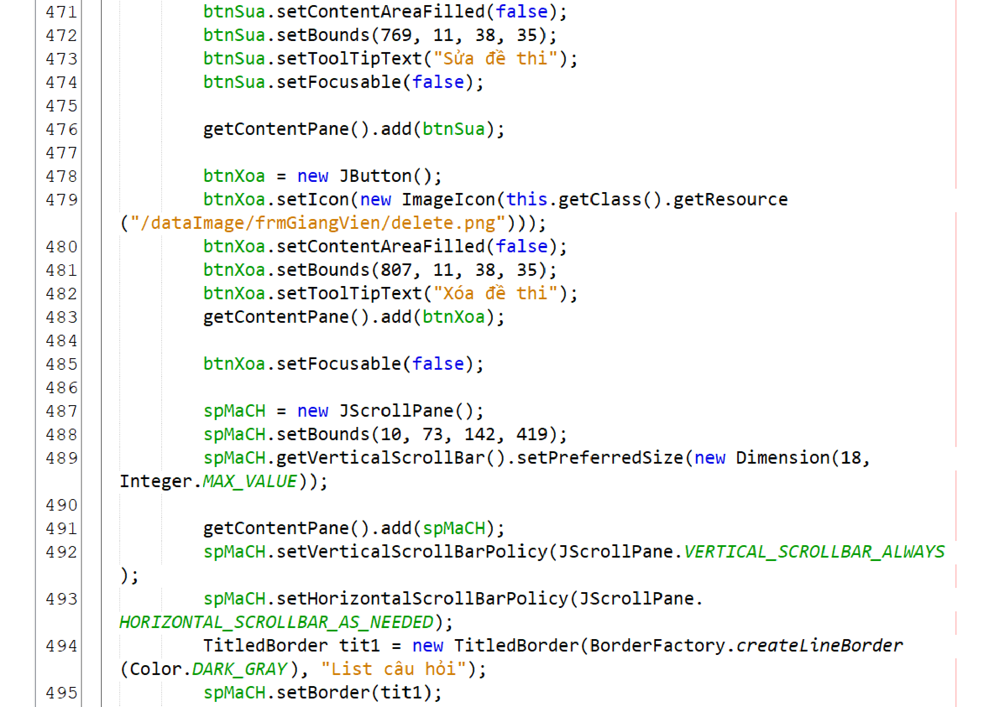 471 btnSua.setContentAreaFilled(false);
472 btnSua.setBounds(769, 11, 38, 35);
473 btnSua.setToolTipText("Sửa đề thi");
474 btnSua.setFocusable(false);
475
476 getContentPane().add(btnSua);
477
478 btnXoa = new JButton();
479 btnXoa.setIcon(new ImageIcon(this.getClass().getResource
("/dataImage/frmGiangVien/delete.png")));
480 btnXoa.setContentAreaFilled(false);
481 btnXoa.setBounds(807, 11, 38, 35);
482 btnXoa.setToolTipText("Xóa đề thi");
483 getContentPane().add(btnXoa);
484
485 btnXoa.setFocusable(false);
486
487 spMaCH = new JScrollPane();
488 spMaCH.setBounds(10, 73, 142, 419);
489 spMaCH.getVerticalScrollBar().setPreferredSize(new Dimension(18,
Integer.MAX_VALUE));
490
491 getContentPane().add(spMaCH);
492 spMaCH.setVerticalScrollBarPolicy(JScrollPane.VERTICAL_SCROLLBAR_ALWAYS
);
493 spMaCH.setHorizontalScrollBarPolicy(JScrollPane.
HORIZONTAL_SCROLLBAR_AS_NEEDED);
494 TitledBorder tit1 = new TitledBorder(BorderFactory.createLineBorder
(Color.DARK_GRAY), "List câu hỏi");
495 spMaCH.setBorder(tit1);